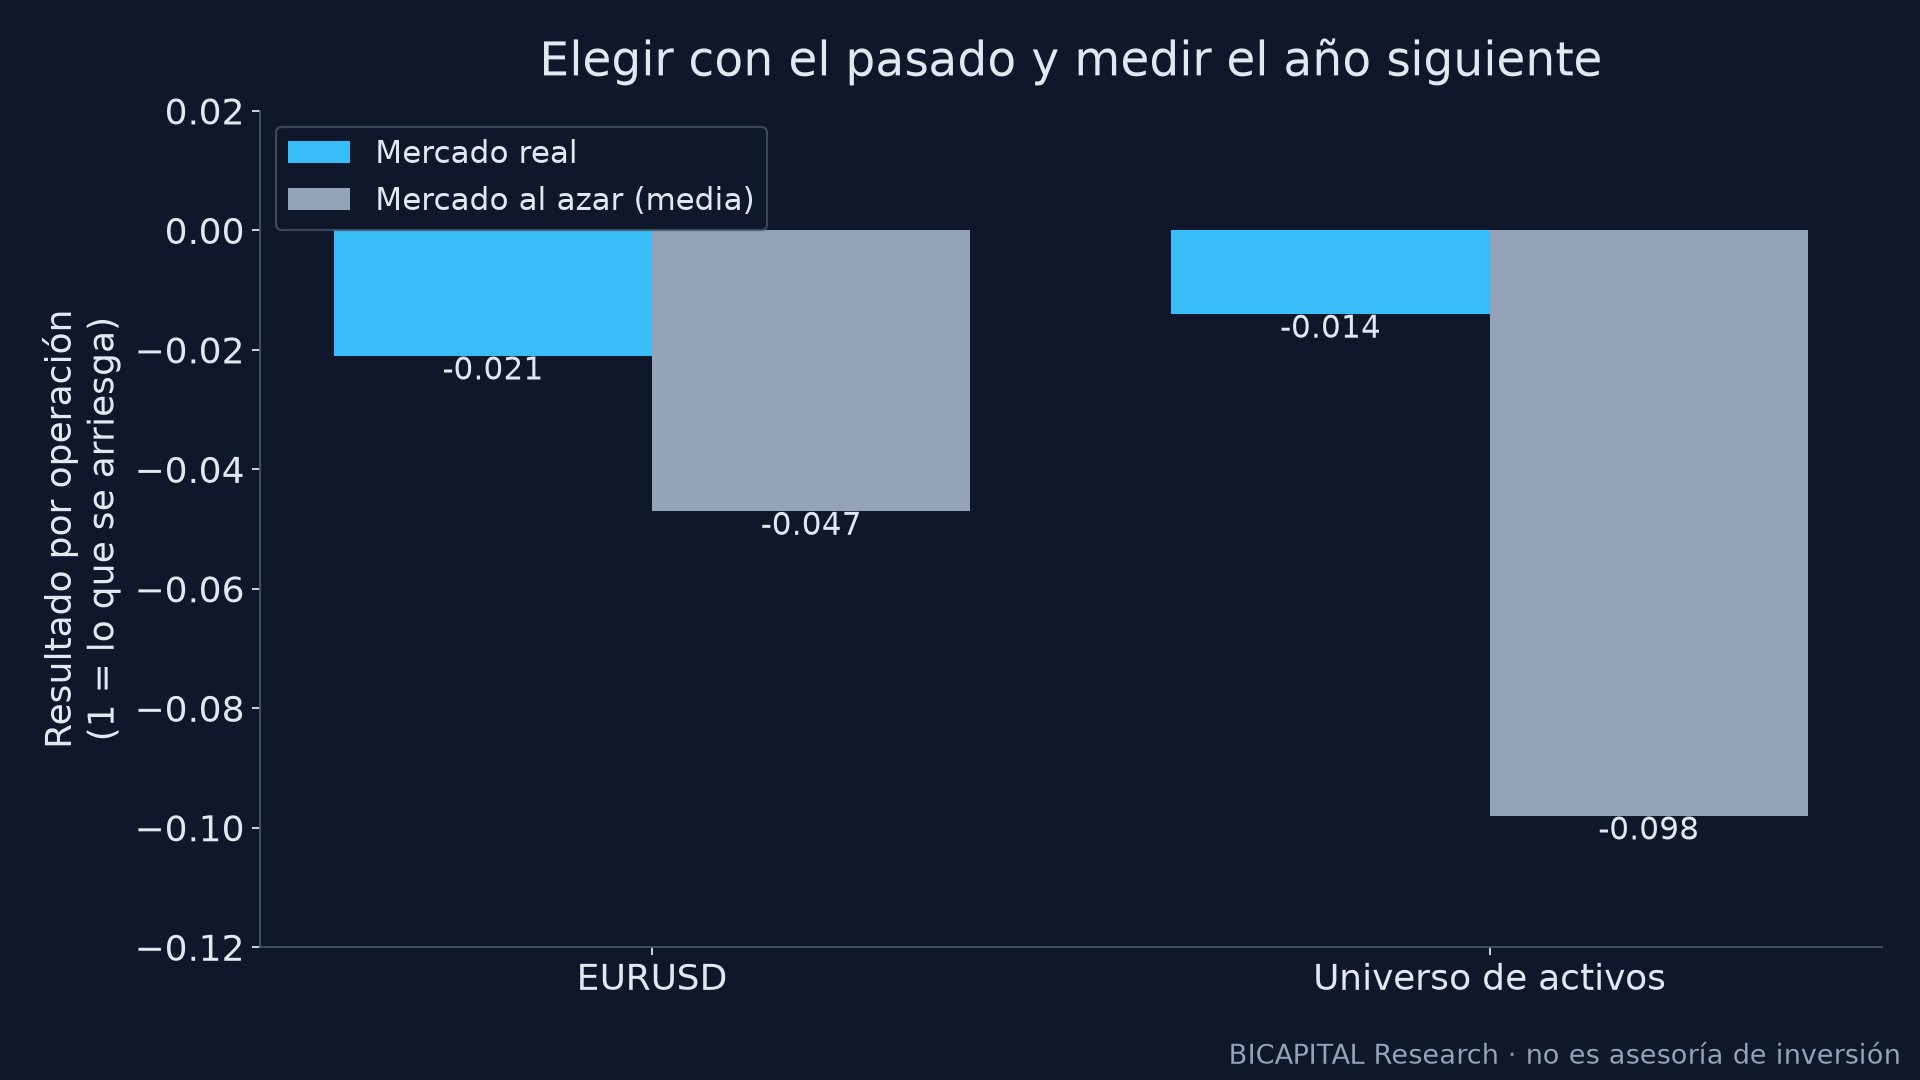 Elegir con el pasado y medir el año siguiente
Mercado real
Mercado al azar (media)
Resultado por operación
(1 = lo que se arriesga)
0.02
0.00
−0.02
−0.04
−0.06
−0.08
−0.10
−0.12
-0.021
-0.047
-0.014
-0.098
EURUSD
Universo de activos
BICAPITAL Research · no es asesoría de inversión